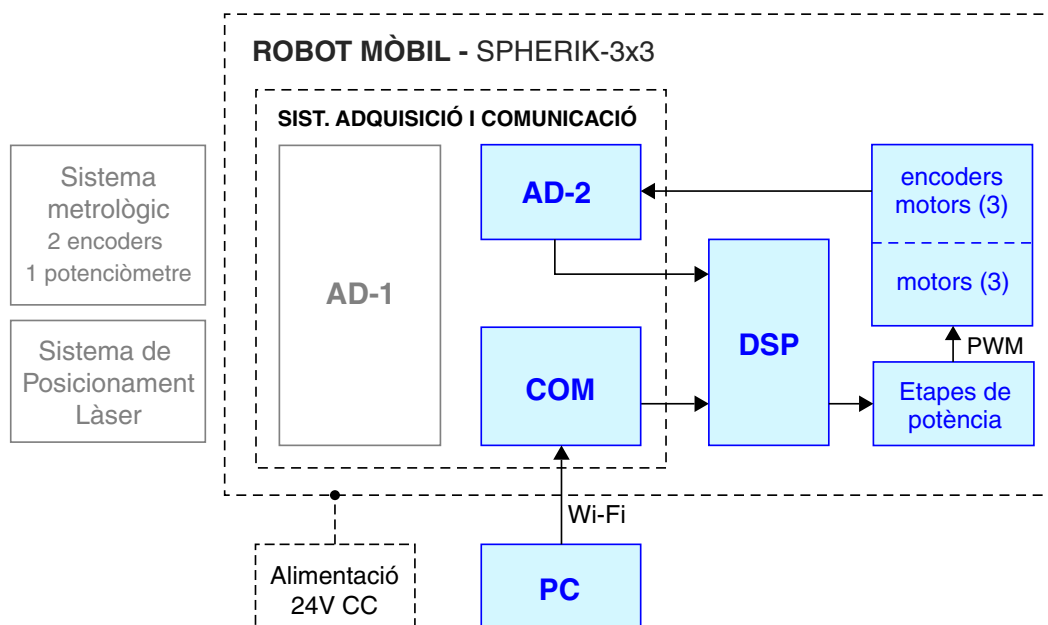 ROBOT MÒBIL - SPHERIK-3x3
SIST. ADQUISICIÓ I COMUNICACIÓ
Sistema
metrològic
2 encoders
1 potenciòmetre
Sistema de
Posicionament
Làser
AD-1
AD-2
COM
DSP
encoders
motors (3)
motors (3)
PWM
Etapes de
potència
Wi-Fi
Alimentació
24V CC
PC